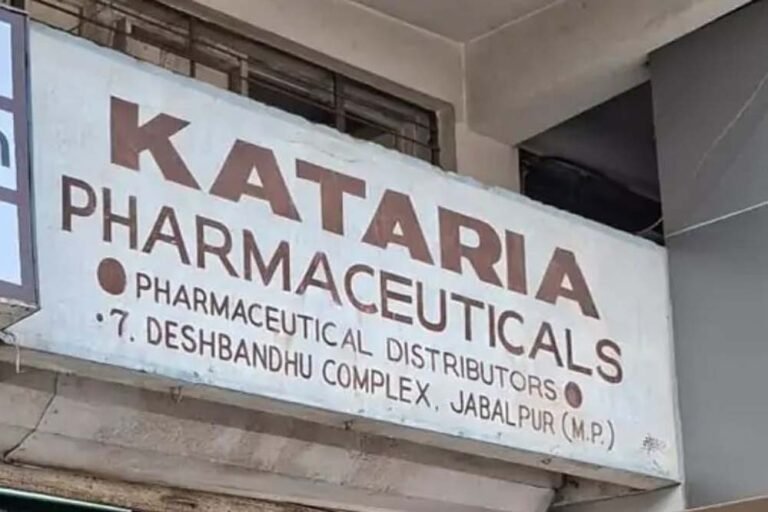 KATARIA
PHARMACEUTICALS
● PHARMACEUTICAL DISTRIBUTORS ●
•7. DESHBANDHU COMPLEX, JABALPUR (M.P.)